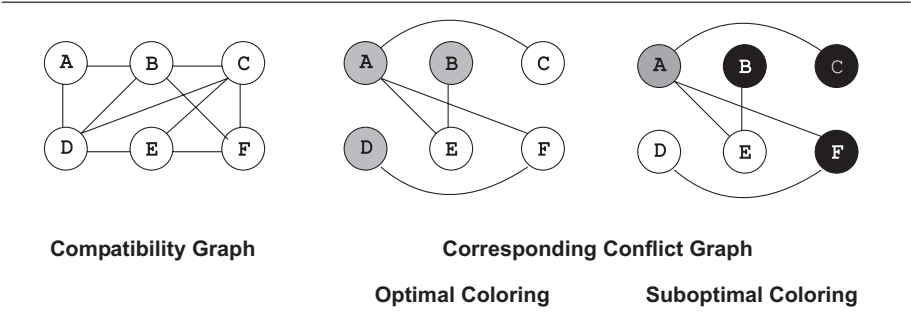 A B C A B C A B C
D E F D E F D E F
Compatibility Graph Corresponding Conflict Graph
Optimal Coloring Suboptimal Coloring